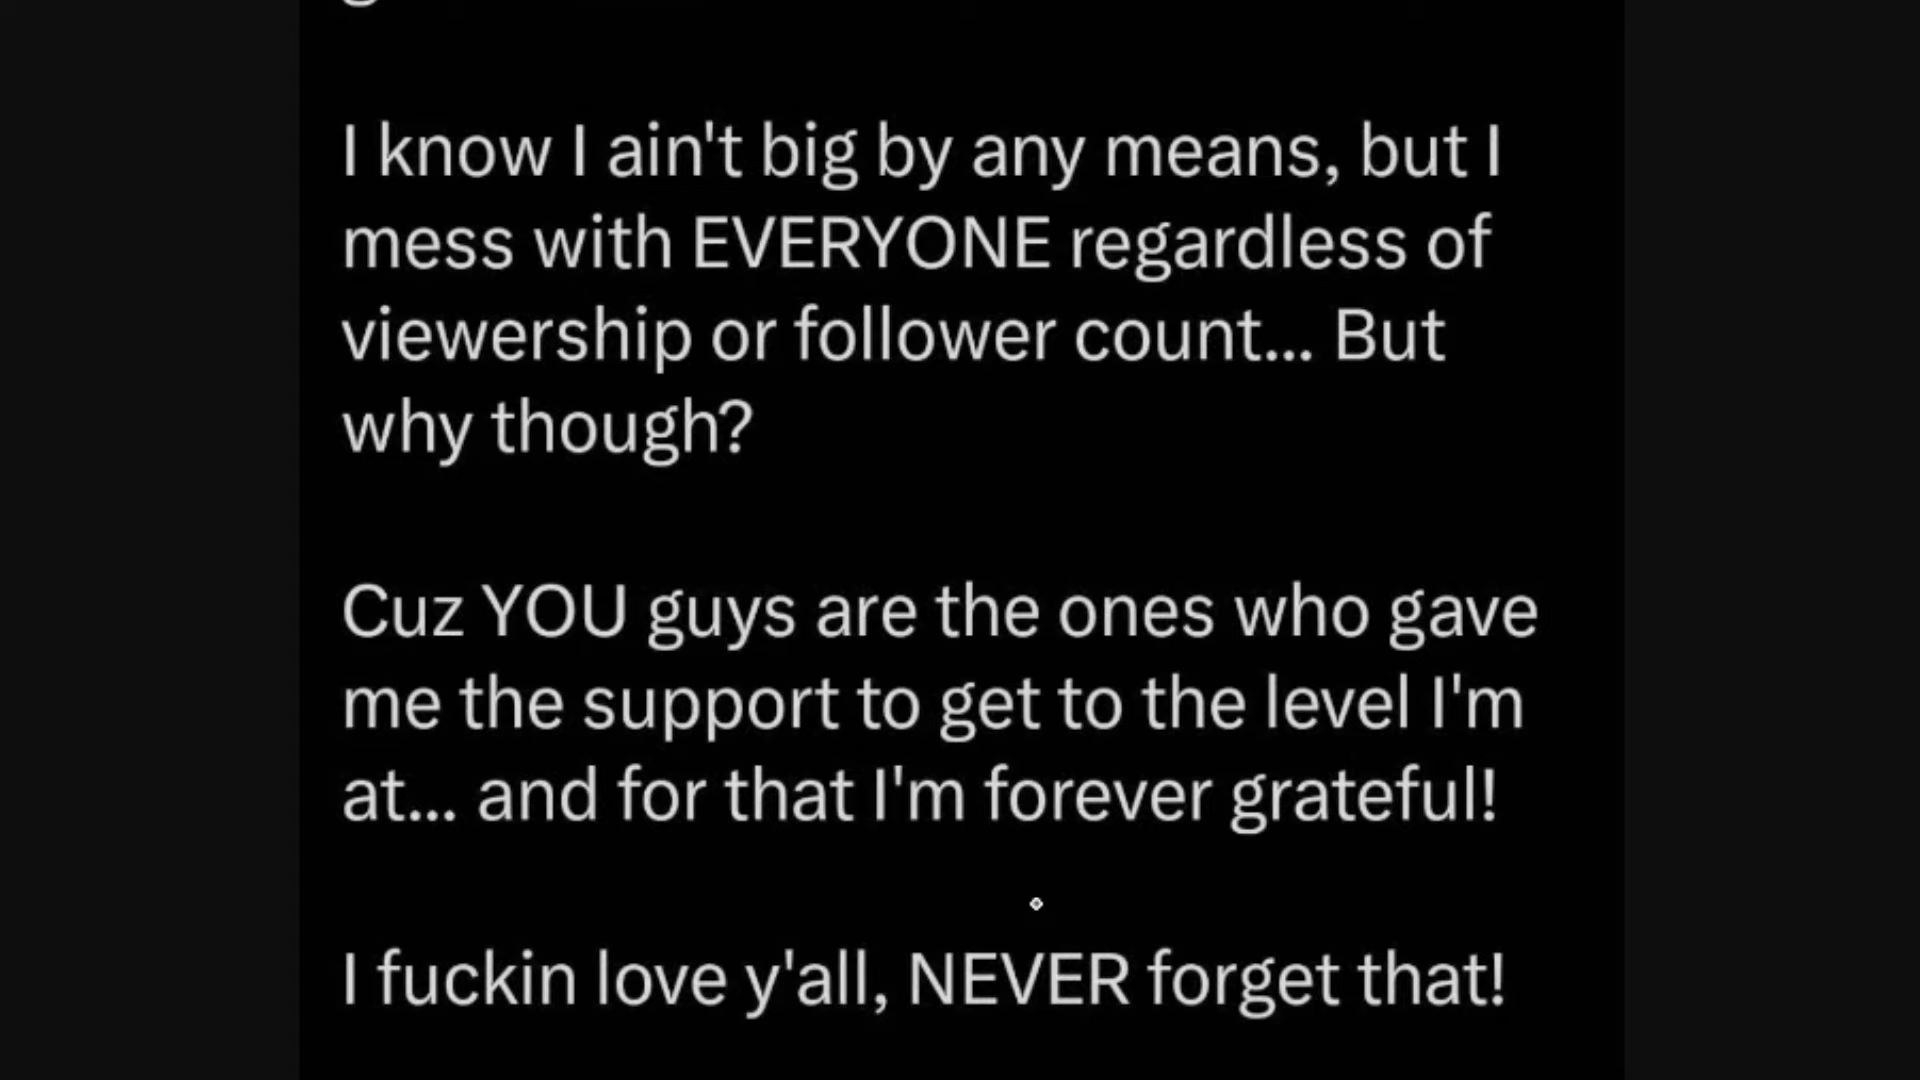 I know I ain't big by any means, but I
mess with EVERYONE regardless of
viewership or follower count... But
why though?
Cuz YOU guys are the ones who gave
me the support to get to the level I'm
at... and for that I'm forever grateful!
I fuckin love y'all, NEVER forget that!